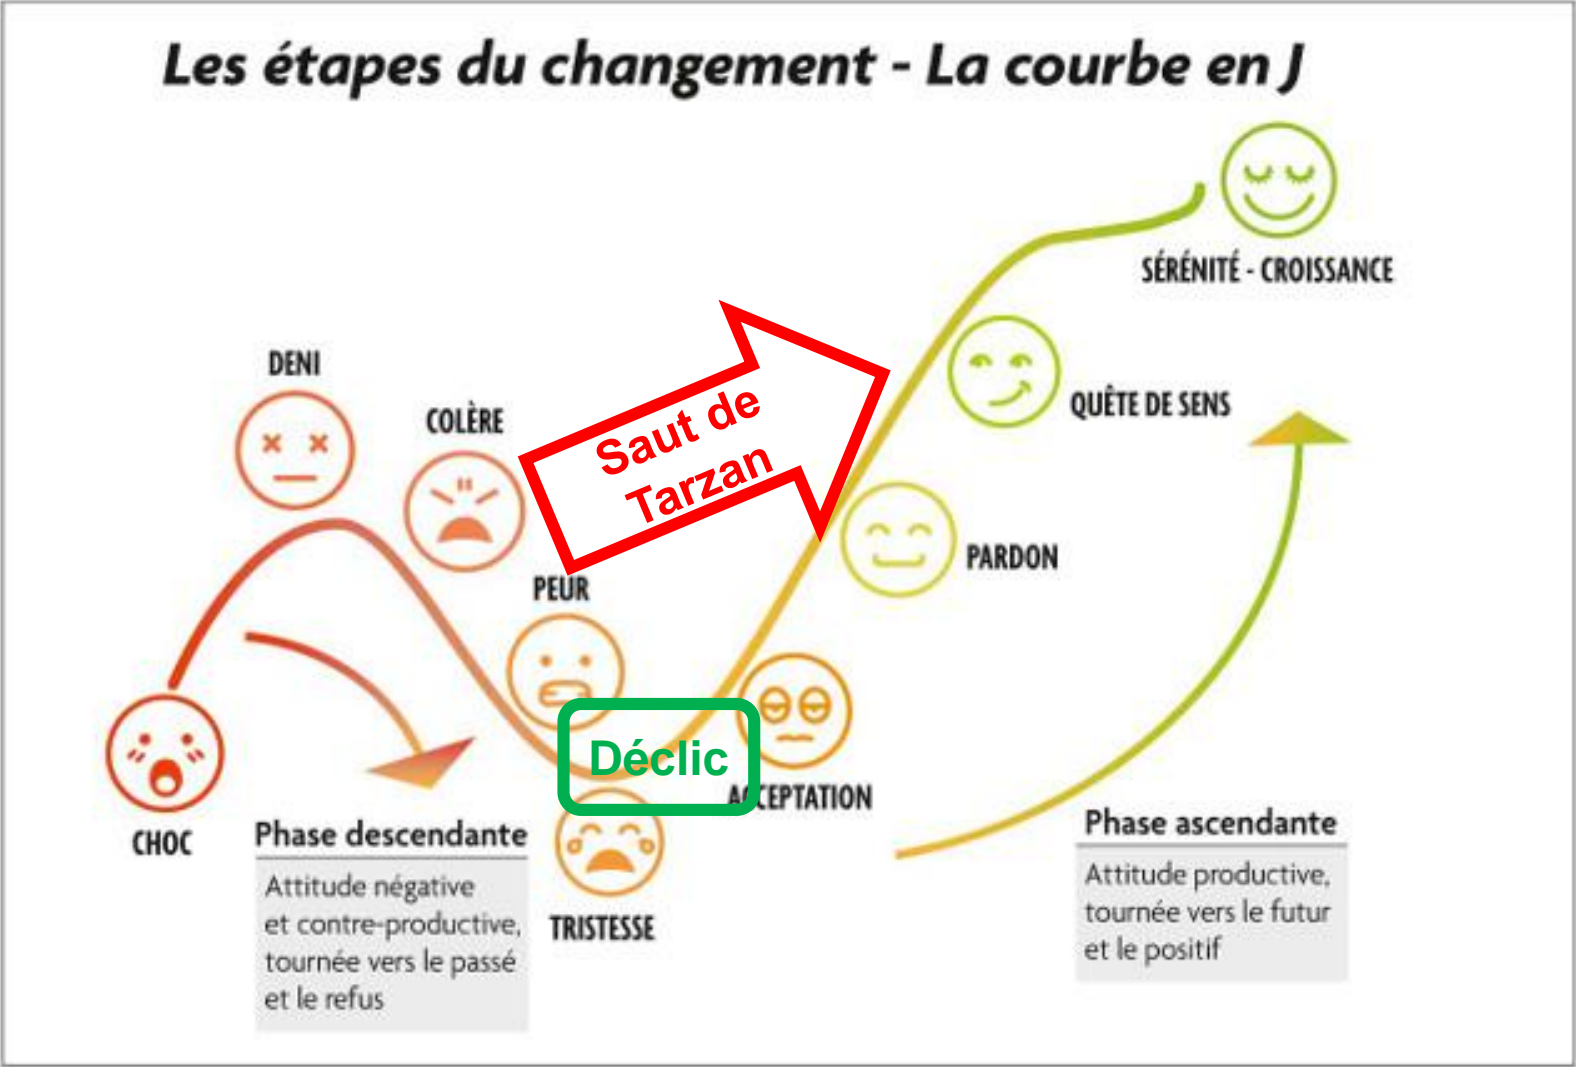 Les étapes du changement - La courbe en J
SÉRÉNITÉ - CROISSANCE
DENI
COLÈRE
Saut de
Tarzan
QUÊTE DE SENS
PEUR
PARDON
Déclic
ACCEPTATION
CHOC
TRISTESSE
Phase descendante
Attitude négative
et contre-productive,
tournée vers le passé
et le refus
Phase ascendante
Attitude productive,
tournée vers le futur
et le positif